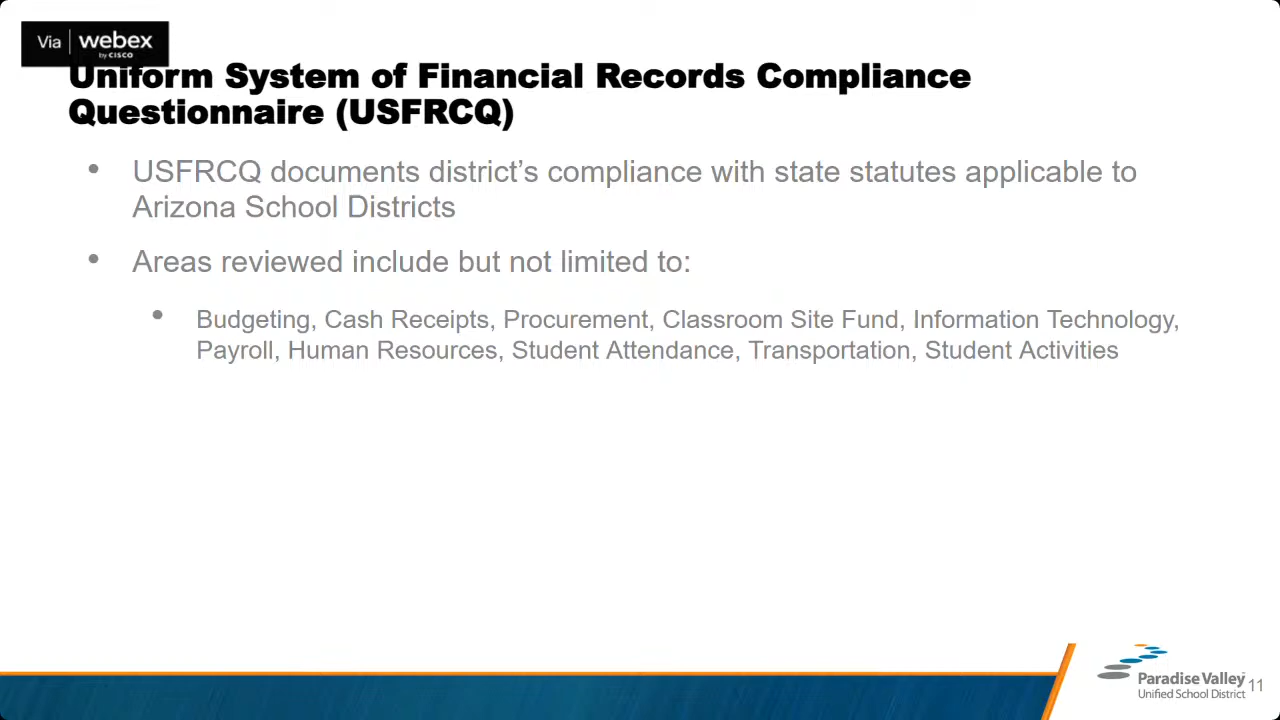 Via webex
by CISCO
Uniform System of Financial Records Compliance
Questionnaire (USFRCQ)
• USFRCQ documents district’s compliance with state statutes applicable to
Arizona School Districts
• Areas reviewed include but not limited to:
• Budgeting, Cash Receipts, Procurement, Classroom Site Fund, Information Technology,
Payroll, Human Resources, Student Attendance, Transportation, Student Activities
Paradise Valley
Unified School District
11